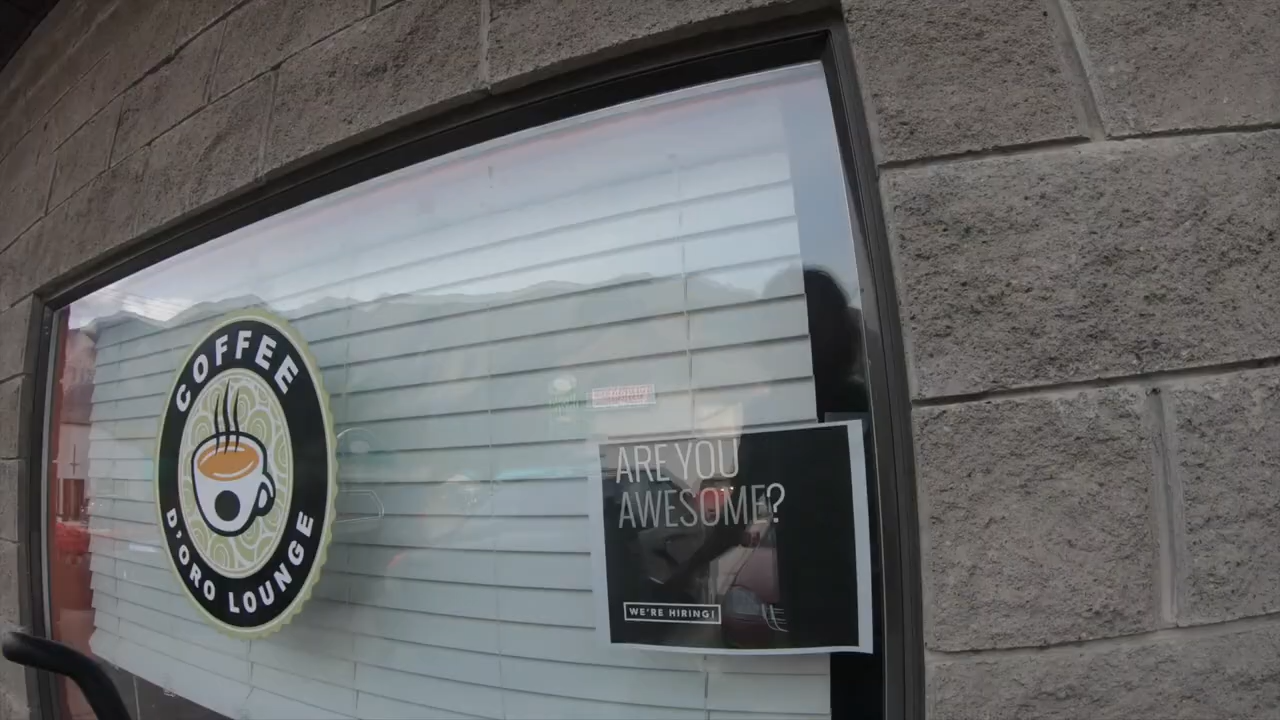 COFFEE
D'ORO LOUNGE
ARE YOU
AWESOME?
WE'RE HIRING!